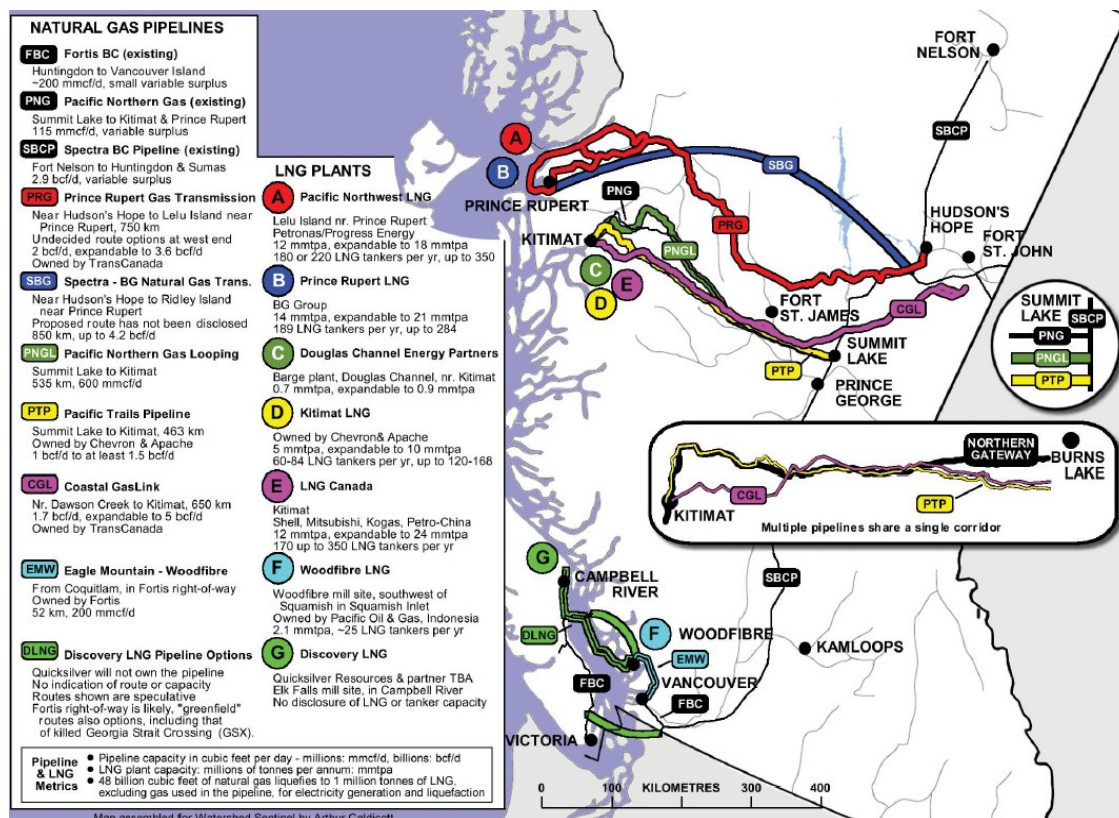 NATURAL GAS PIPELINES
FBC Fortis BC (existing)
Huntingdon to Vancouver Island
~200 mmcf/d, small variable surplus
PNG Pacific Northern Gas (existing)
Summit Lake to Kitimat & Prince Rupert
115 mmcf/d, variable surplus
SBCP Spectra BC Pipeline (existing)
Fort Nelson to Huntingdon & Sumas
2.9 bcf/d, variable surplus
PRG Prince Rupert Gas Transmission
Near Hudson's Hope to Lelu Island near
Prince Rupert, 750 km
Undecided route options at west end
2 bcf/d, expandable to 3.6 bcf/d
Owned by TransCanada
SBG Spectra - BG Natural Gas Trans.
Near Hudson's Hope to Ridley Island
near Prince Rupert
Proposed route has not been disclosed
850 km, up to 4.2 bcf/d
PNGL Pacific Northern Gas Looping
Summit Lake to Kitimat
535 km, 600 mmcf/d
PTP Pacific Trails Pipeline
Summit Lake to Kitimat, 463 km
Owned by Chevron & Apache
1 bcf/d to at least 1.5 bcf/d
CGL Coastal GasLink
Nr. Dawson Creek to Kitimat, 650 km
1.7 bcf/d, expandable to 5 bcf/d
Owned by TransCanada
EMW Eagle Mountain - Woodfibre
From Coquitlam, in Fortis right-of-way
Owned by Fortis
52 km, 200 mmcf/d
DLNG Discovery LNG Pipeline Options
Quicksilver will not own the pipeline
No indication of route or capacity
Routes shown are speculative
Fortis right-of-way is likely, "greenfield"
routes also options, including that
of killed Georgia Strait Crossing (GSX).
LNG PLANTS
A Pacific Northwest LNG
Lelu Island nr. Prince Rupert
Petronas/Progress Energy
12 mmtpa, expandable to 18 mmtpa
180 or 220 LNG tankers per yr, up to 350
B Prince Rupert LNG
BG Group
14 mmtpa, expandable to 21 mmtpa
189 LNG tankers per yr, up to 284
C Douglas Channel Energy Partners
Barge plant, Douglas Channel, nr. Kitimat
0.7 mmtpa, expandable to 0.9 mmtpa
D Kitimat LNG
Owned by Chevron& Apache
5 mmtpa, expandable to 10 mmtpa
60-84 LNG tankers per yr, up to 120-168
E LNG Canada
Kitimat
Shell, Mitsubishi, Kogas, Petro-China
12 mmtpa, expandable to 24 mmtpa
170 up to 350 LNG tankers per yr
F Woodfibre LNG
Woodfibre mill site, southwest of
Squamish in Squamish Inlet
Owned by Pacific Oil & Gas, Indonesia
2.1 mmtpa, ~25 LNG tankers per yr
G Discovery LNG
Quicksilver Resources & partner TBA
Elk Falls mill site, in Campbell River
No disclosure of LNG or tanker capacity
Pipeline
& LNG
Metrics
● Pipeline capacity in cubic feet per day - millions: mmcf/d, billions: bcf/d
● LNG plant capacity: millions of tonnes per annum: mmtpa
● 48 billion cubic feet of natural gas liquefies to 1 million tonnes of LNG,
excluding gas used in the pipeline, for electricity generation and liquefaction
Map assembled for Watershed Sentinel by Arthur Caldicott
FORT
NELSON
SBCP
A
B
SBG
PRINCE RUPERT
PNG
PRG
HUDSON'S
HOPE
KITIMAT
PNGL
FORT
ST. JOHN
C
E
D
CGL
FORT
ST. JAMES
SUMMIT
LAKE
PTP
PRINCE
GEORGE
SUMMIT
LAKE
SBCP
PNG
PNGL
PTP
NORTHERN
GATEWAY
BURNS
LAKE
CGL
PTP
KITIMAT
Multiple pipelines share a single corridor
G
CAMPBELL
RIVER
SBCP
DLNG
F
WOODFIBRE
EMW
KAMLOOPS
FBC
VANCOUVER
FBC
VICTORIA
KILOMETRES
0 100 200 300 400